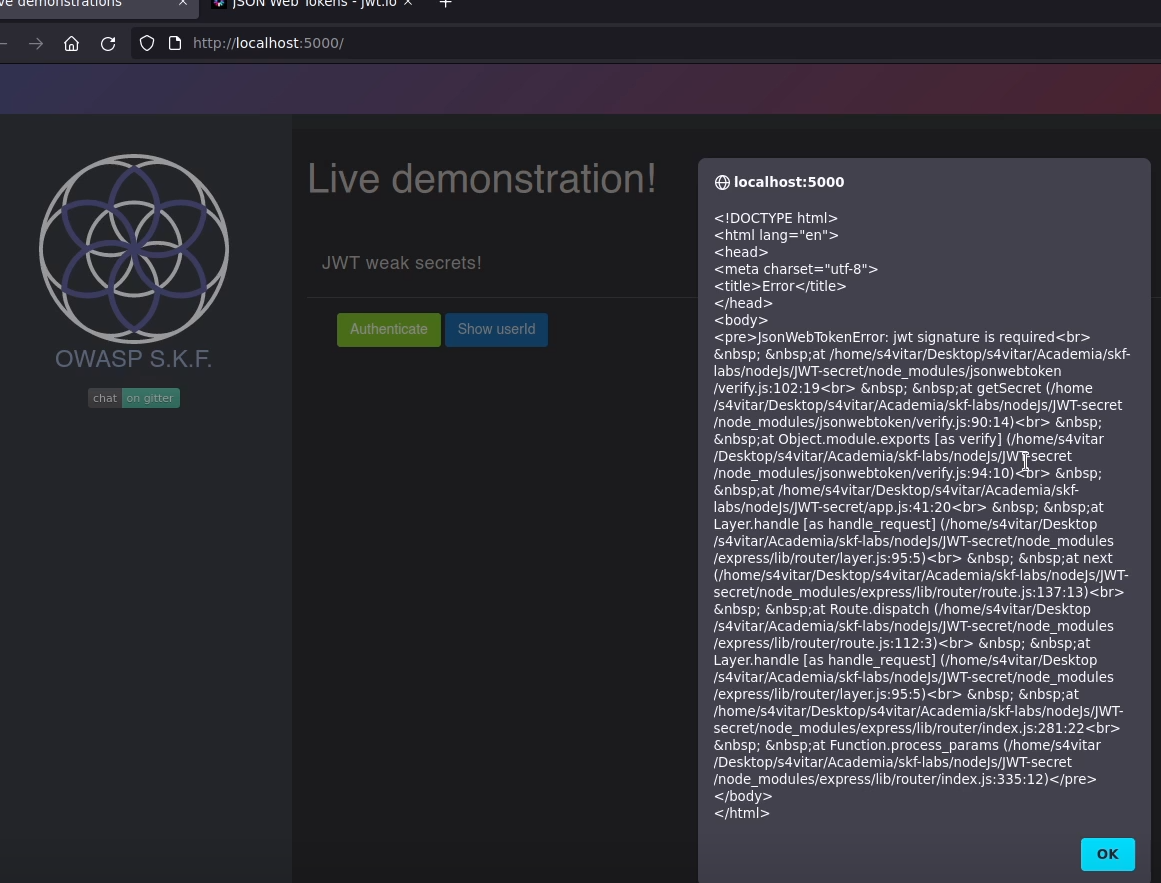 ve demonstrations
JSON Web Tokens - jwt.io
http://localhost:5000/
OWASP S.K.F.
chat on gitter
Live demonstration!
JWT weak secrets!
Authenticate
Show userId
localhost:5000
<!DOCTYPE html>
<html lang="en">
<head>
<meta charset="utf-8">
<title>Error</title>
</head>
<body>
<pre>JsonWebTokenError: jwt signature is required<br>
&nbsp; &nbsp;at /home/s4vitar/Desktop/s4vitar/Academia/skf-
labs/nodeJs/JWT-secret/node_modules/jsonwebtoken
/verify.js:102:19<br> &nbsp; &nbsp;at getSecret (/home
/s4vitar/Desktop/s4vitar/Academia/skf-labs/nodeJs/JWT-secret
/node_modules/jsonwebtoken/verify.js:90:14)<br> &nbsp;
&nbsp;at Object.module.exports [as verify] (/home/s4vitar
/Desktop/s4vitar/Academia/skf-labs/nodeJs/JWT-secret
/node_modules/jsonwebtoken/verify.js:94:10)<br> &nbsp;
&nbsp;at /home/s4vitar/Desktop/s4vitar/Academia/skf-
labs/nodeJs/JWT-secret/app.js:41:20<br> &nbsp; &nbsp;at
Layer.handle [as handle_request] (/home/s4vitar/Desktop
/s4vitar/Academia/skf-labs/nodeJs/JWT-secret/node_modules
/express/lib/router/layer.js:95:5)<br> &nbsp; &nbsp;at next
(/home/s4vitar/Desktop/s4vitar/Academia/skf-labs/nodeJs/JWT-
secret/node_modules/express/lib/router/route.js:137:13)<br>
&nbsp; &nbsp;at Route.dispatch (/home/s4vitar/Desktop
/s4vitar/Academia/skf-labs/nodeJs/JWT-secret/node_modules
/express/lib/router/route.js:112:3)<br> &nbsp; &nbsp;at
Layer.handle [as handle_request] (/home/s4vitar/Desktop
/s4vitar/Academia/skf-labs/nodeJs/JWT-secret/node_modules
/express/lib/router/layer.js:95:5)<br> &nbsp; &nbsp;at
/home/s4vitar/Desktop/s4vitar/Academia/skf-labs/nodeJs/JWT-
secret/node_modules/express/lib/router/index.js:281:22<br>
&nbsp; &nbsp;at Function.process_params (/home/s4vitar
/Desktop/s4vitar/Academia/skf-labs/nodeJs/JWT-secret
/node_modules/express/lib/router/index.js:335:12)</pre>
</body>
</html>
OK